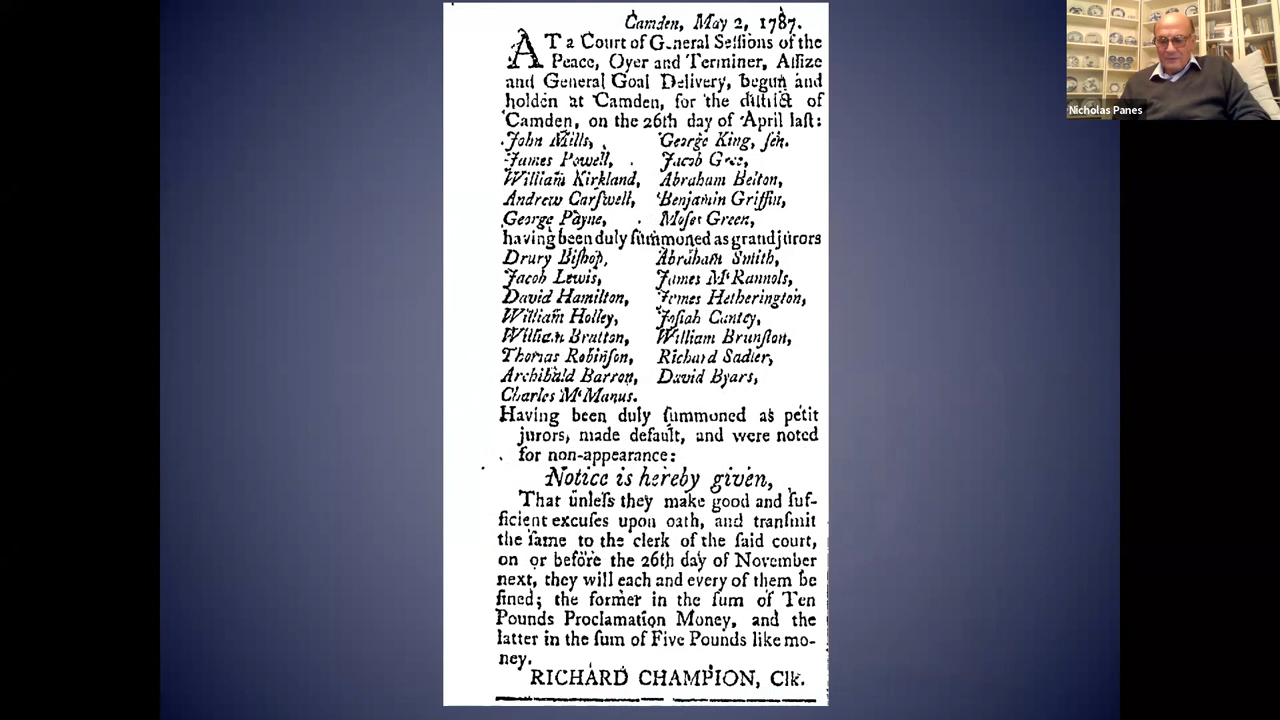 Camden, May 2, 1787.
AT a Court of General Seſſions of the
Peace, Oyer and Terminer, Aſſize
and General Goal Delivery, begun and
holden at Camden, for the diſtrict of
Camden, on the 26th day of April laſt:
John Mills, George King, ſen.
James Powell, Jacob
William Kirkland, Abraham Belton,
Andrew Carſwell, Benjamin Griffin,
George Payne, Moſes Green,
having been duly ſummoned as grand jurors
Drury Biſhop, Abraham Smith,
Jacob Lewis, James McRannols,
David Hamilton, James Hetherington,
William Holley, Joſiah Cantey,
William Bratton, William Brunſton,
Thomas Robinſon, Richard Sadler,
Archibald Barron, David Byars,
Charles McManus.
Having been duly ſummoned as petit
jurors, made default, and were noted
for non-appearance:
Notice is hereby given,
That unleſs they make good and ſuf-
ficient excuſes upon oath, and tranſmit
the ſame to the clerk of the ſaid court,
on or before the 26th day of November
next, they will each and every of them be
fined; the former in the ſum of Ten
Pounds Proclamation Money, and the
latter in the ſum of Five Pounds like mo-
ney.
RICHARD CHAMPION, Clk.
Nicholas Panes